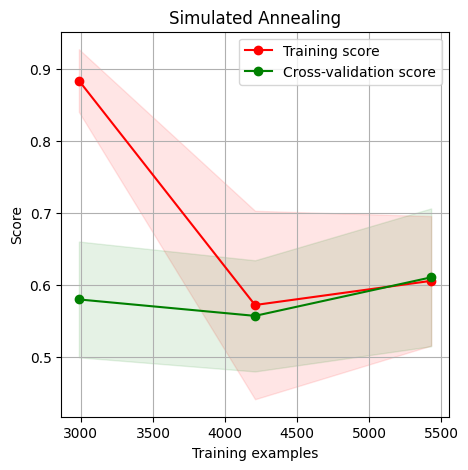 Simulated Annealing
Training score
Cross-validation score
Score
0.9
0.8
0.7
0.6
0.5
3000 3500 4000 4500 5000 5500
Training examples